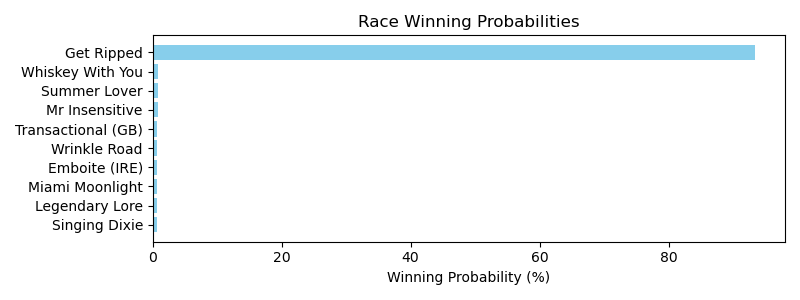 Race Winning Probabilities
Get Ripped
Whiskey With You
Summer Lover
Mr Insensitive
Transactional (GB)
Wrinkle Road
Emboite (IRE)
Miami Moonlight
Legendary Lore
Singing Dixie
0 20 40 60 80
Winning Probability (%)